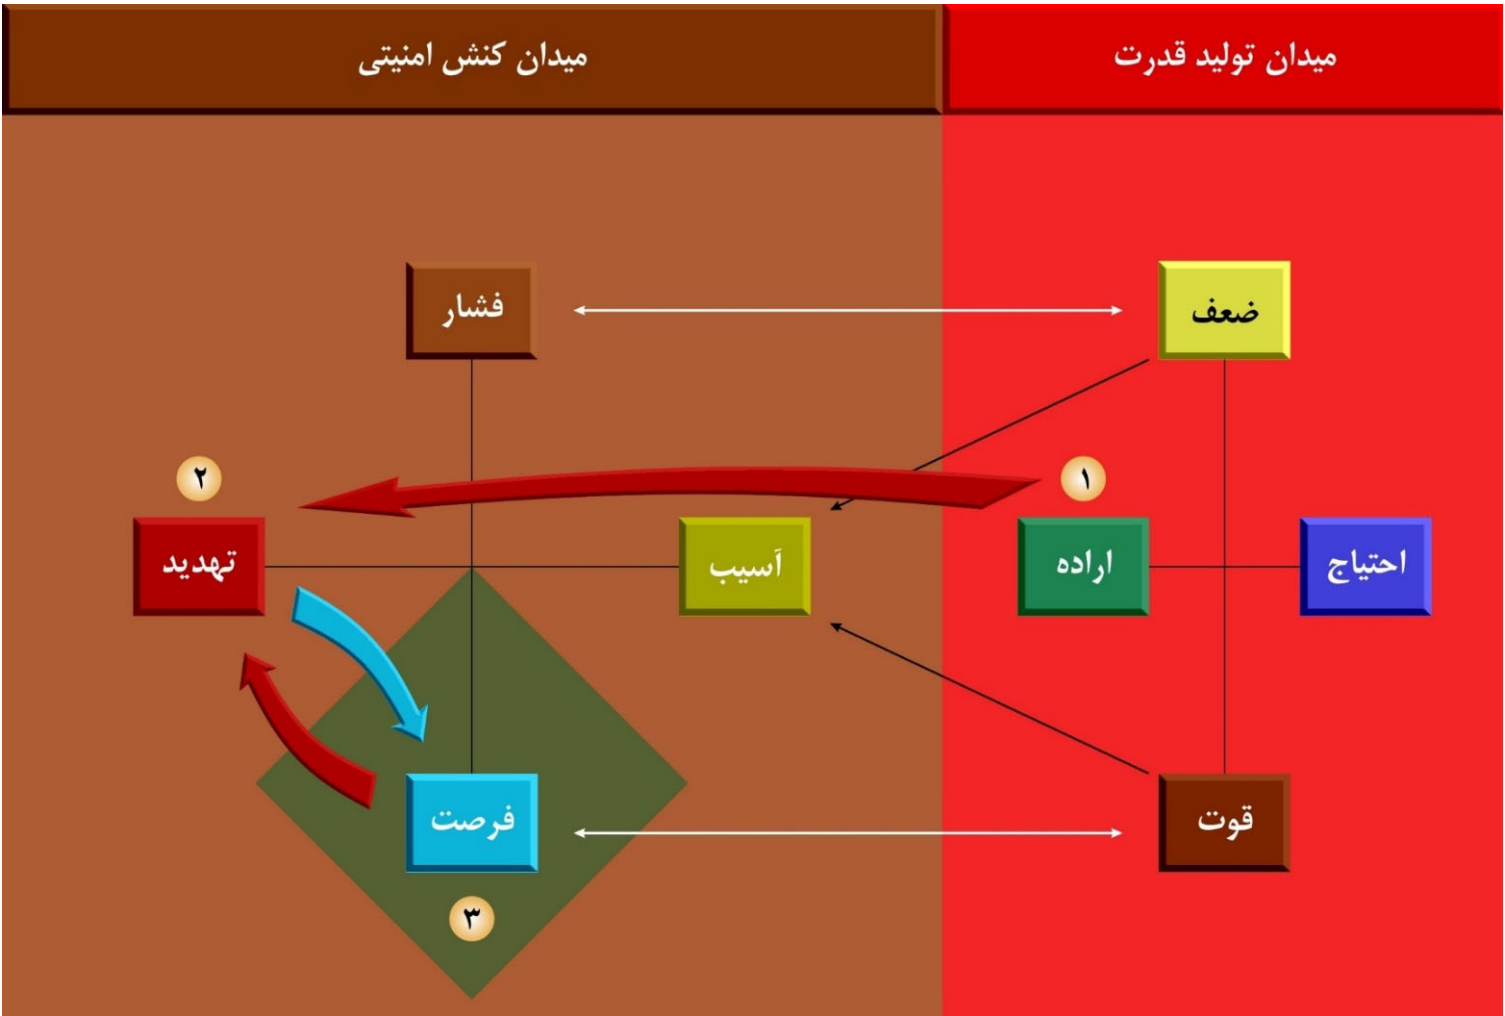 میدان تولید قدرت
میدان کنش امنیتی
ضعف
فشار
۱
۲
احتیاج
اراده
آسیب
تهدید
قوت
فرصت
۳